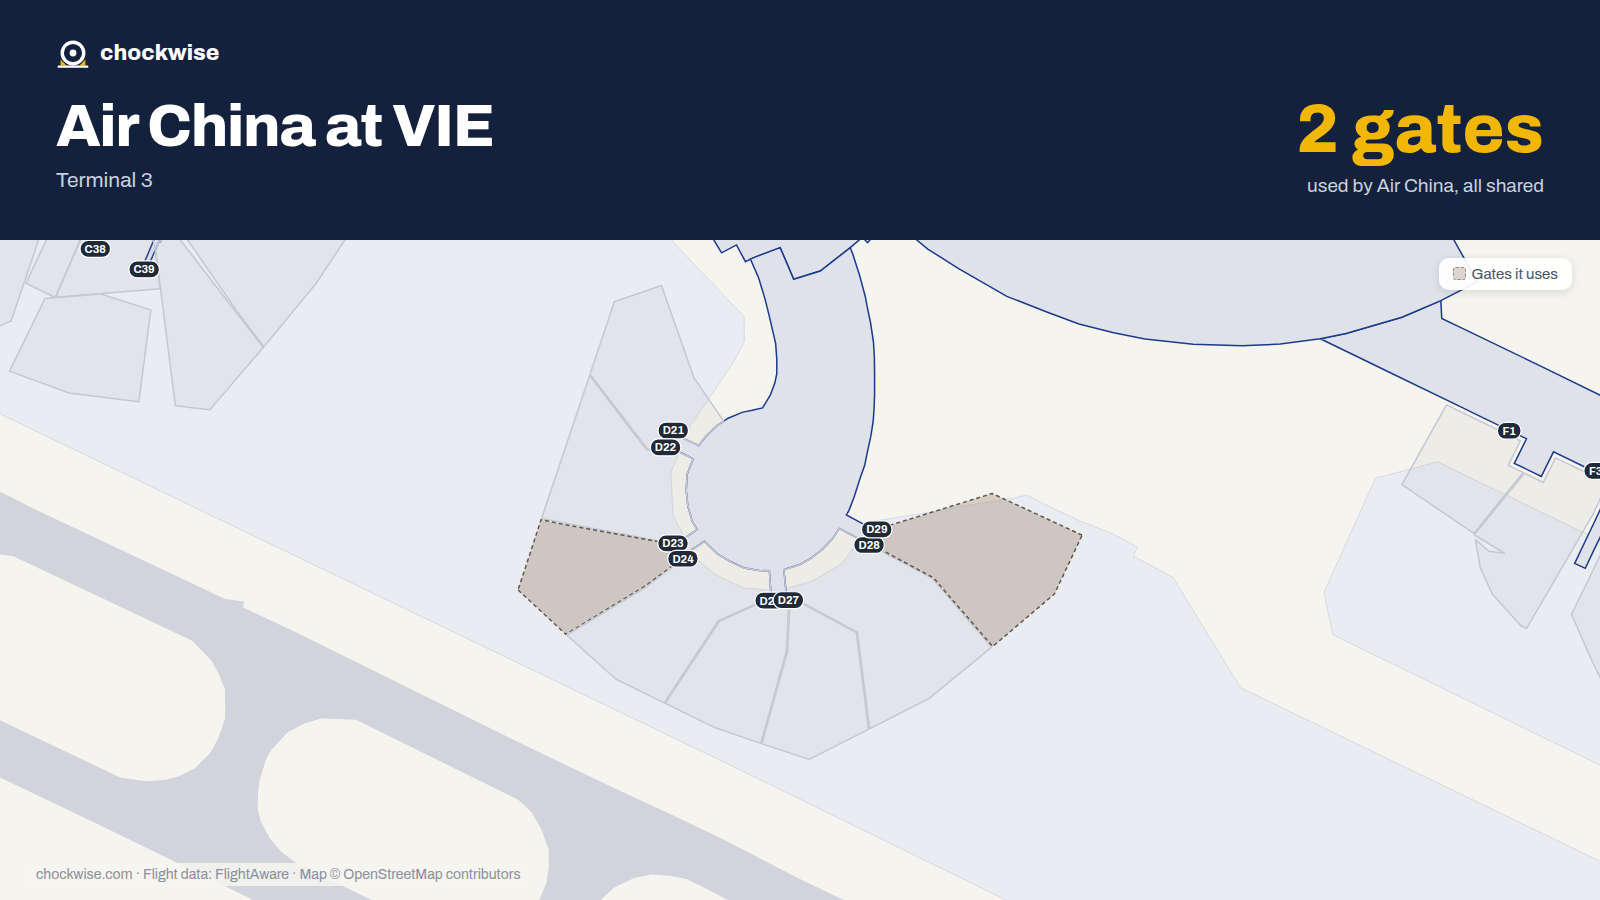 chockwise
Air China at VIE
Terminal 3
2 gates
used by Air China, all shared
C38
C39
Gates it uses
D21
D22
F1
F3
D29
D28
D23
D24
D27
chockwise.com · Flight data: FlightAware · Map © OpenStreetMap contributors